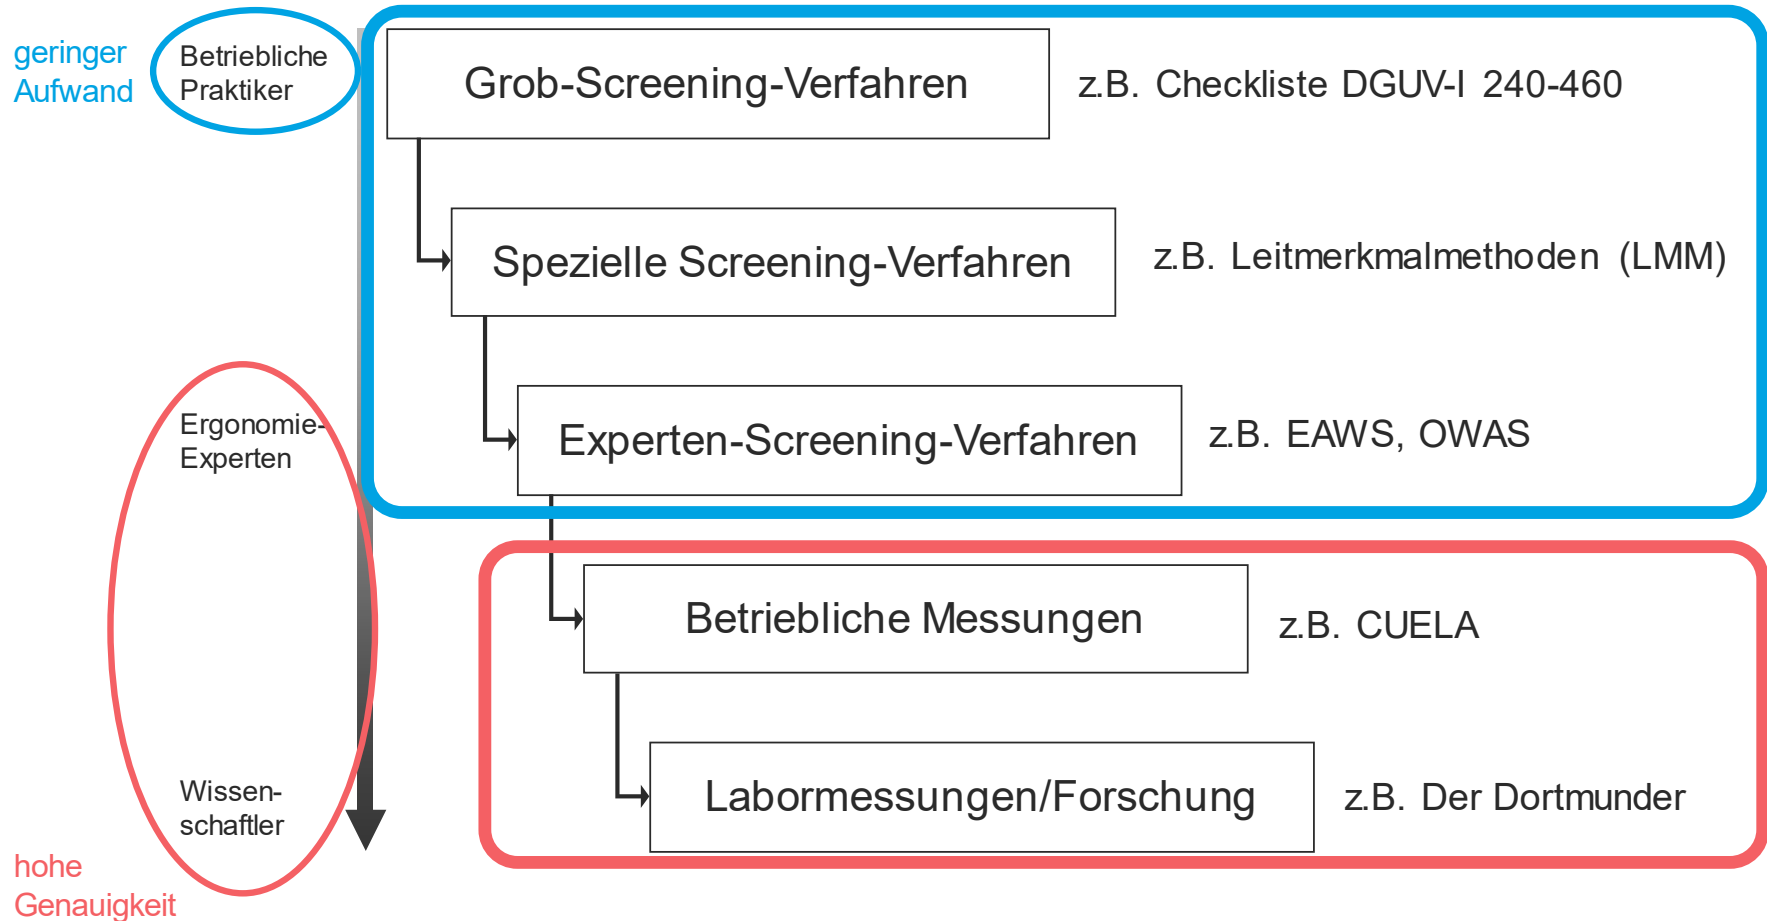 geringer
Aufwand
Betriebliche
Praktiker
Grob-Screening-Verfahren
z.B. Checkliste DGUV-I 240-460
Spezielle Screening-Verfahren
z.B. Leitmerkmalmethoden (LMM)
Ergonomie-
Experten
Experten-Screening-Verfahren
z.B. EAWS, OWAS
Betriebliche Messungen
z.B. CUELA
Wissen-
schaftler
Labormessungen/Forschung
z.B. Der Dortmunder
hohe
Genauigkeit